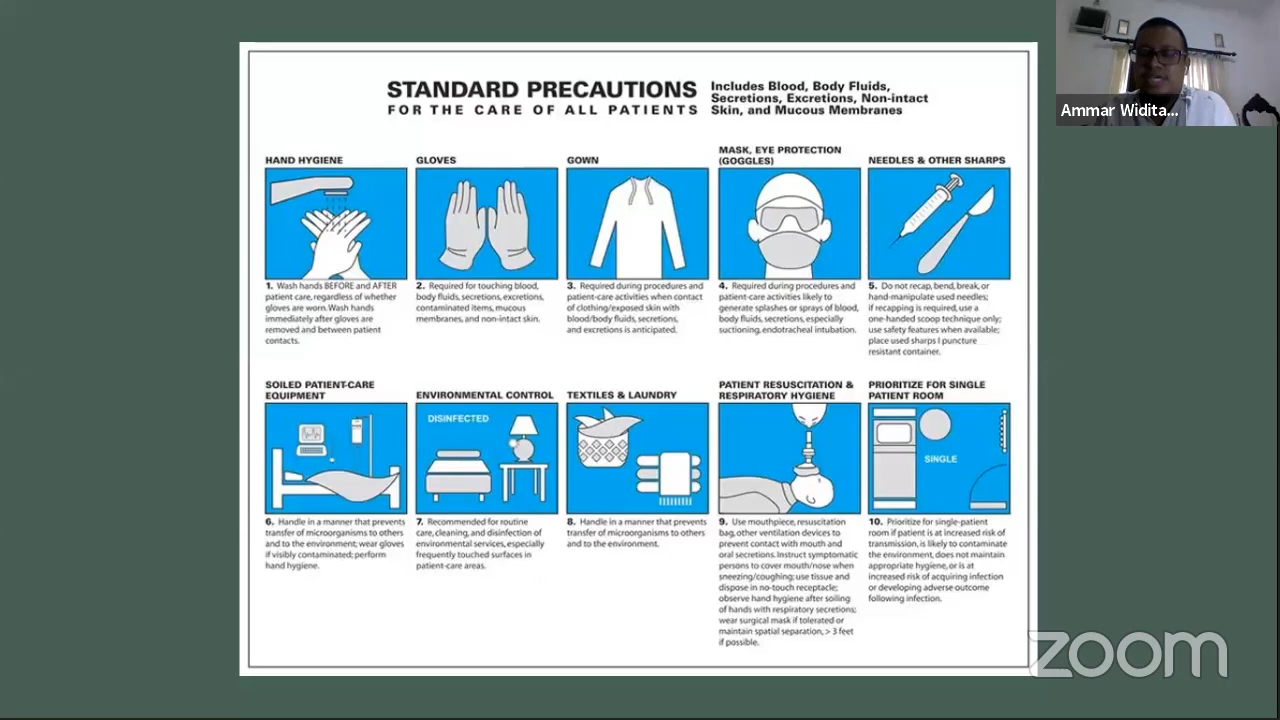 STANDARD PRECAUTIONS
FOR THE CARE OF ALL PATIENTS
Includes Blood, Body Fluids,
Secretions, Excretions, Non-intact
Skin, and Mucous Membranes
Ammar Widita...
HAND HYGIENE
1. Wash hands BEFORE and AFTER
patient care, regardless of whether
gloves are worn. Wash hands
immediately after gloves are
removed and between patient
contacts.
GLOVES
2. Required for touching blood,
body fluids, secretions, excretions,
contaminated items, mucous
membranes, and non-intact skin.
GOWN
3. Required during procedures and
patient-care activities when contact
of clothing/exposed skin with
blood/body fluids, secretions,
and excretions is anticipated.
MASK, EYE PROTECTION
(GOGGLES)
4. Required during procedures and
patient-care activities likely to
generate splashes or sprays of blood,
body fluids, secretions, especially
suctioning, endotracheal intubation.
NEEDLES & OTHER SHARPS
5. Do not recap, bend, break, or
hand-manipulate used needles;
if recapping is required, use a
one-handed scoop technique only;
use safety features when available;
place used sharps I puncture
resistant container.
SOILED PATIENT-CARE
EQUIPMENT
6. Handle in a manner that prevents
transfer of microorganisms to others
and to the environment; wear gloves
if visibly contaminated; perform
hand hygiene.
ENVIRONMENTAL CONTROL
DISINFECTED
7. Recommended for routine
care, cleaning, and disinfection of
environmental services, especially
frequently touched surfaces in
patient-care areas.
TEXTILES & LAUNDRY
8. Handle in a manner that prevents
transfer of microorganisms to others
and to the environment.
PATIENT RESUSCITATION &
RESPIRATORY HYGIENE
9. Use mouthpiece, resuscitation
bag, other ventilation devices to
prevent contact with mouth and
oral secretions. Instruct symptomatic
persons to cover mouth/nose when
sneezing/coughing; use tissue and
dispose in no-touch receptacle;
observe hand hygiene after soiling
of hands with respiratory secretions;
wear surgical mask if tolerated or
maintain spatial separation, > 3 feet
if possible.
PRIORITIZE FOR SINGLE
PATIENT ROOM
SINGLE
10. Prioritize for single-patient
room if patient is at increased risk of
transmission, is likely to contaminate
the environment, does not maintain
appropriate hygiene, or is at
increased risk of acquiring infection
or developing adverse outcome
following infection.
zoom